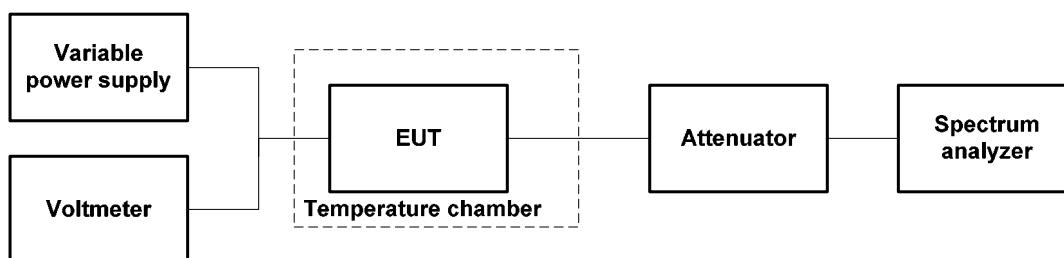 Variable
power supply
Voltmeter
EUT
Temperature chamber
Attenuator
Spectrum
analyzer